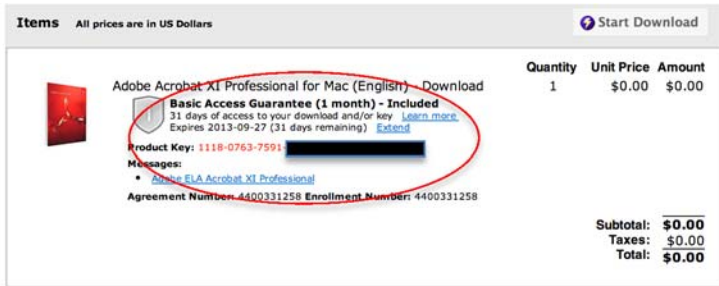 Items All prices are in US Dollars
Start Download
Quantity Unit Price Amount
Adobe Acrobat XI Professional for Mac (English) - Download 1 $0.00 $0.00
Basic Access Guarantee (1 month) - Included
31 days of access to your download and/or key Learn more
Expires 2013-09-27 (31 days remaining) Extend
Product Key: 1118-0763-7591-
Messages:
• Adobe ELA Acrobat XI Professional
Agreement Number: 4400331258 Enrollment Number: 4400331258
Subtotal: $0.00
Taxes: $0.00
Total: $0.00